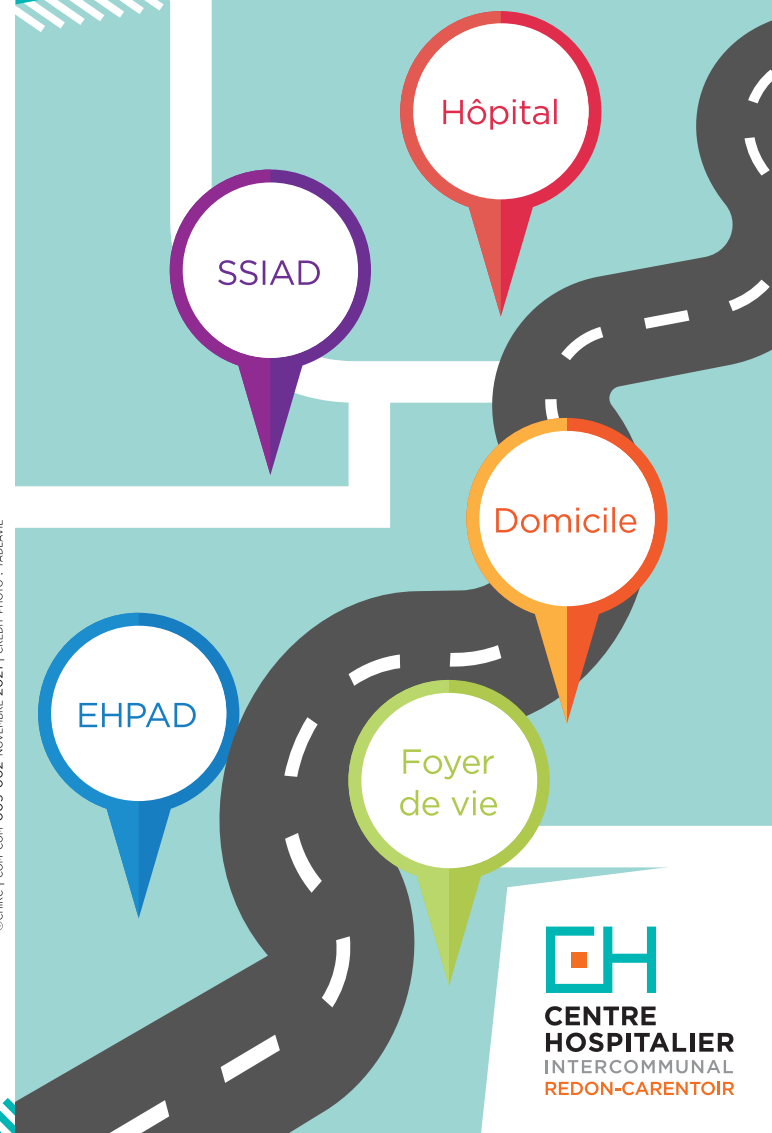 Hôpital
SSIAD
Domicile
EHPAD
Foyer
de vie
CENTRE
HOSPITALIER
INTERCOMMUNAL
REDON-CARENTOIR